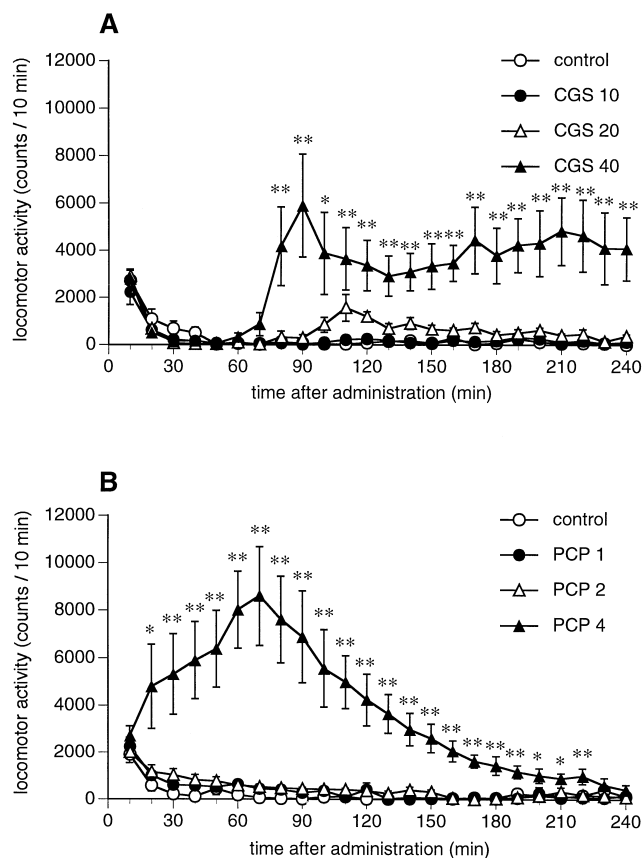 A
locomotor activity (counts / 10 min)
12000
10000
8000
6000
4000
2000
0
control
CGS 10
CGS 20
CGS 40
** ** * ** ** ** ** ** ** ** ** ** ** ** ** ** **
0 30 60 90 120 150 180 210 240
time after administration (min)
B
locomotor activity (counts / 10 min)
12000
10000
8000
6000
4000
2000
0
control
PCP 1
PCP 2
PCP 4
* ** ** ** ** ** ** ** ** ** ** ** ** ** ** ** ** ** * * **
0 30 60 90 120 150 180 210 240
time after administration (min)